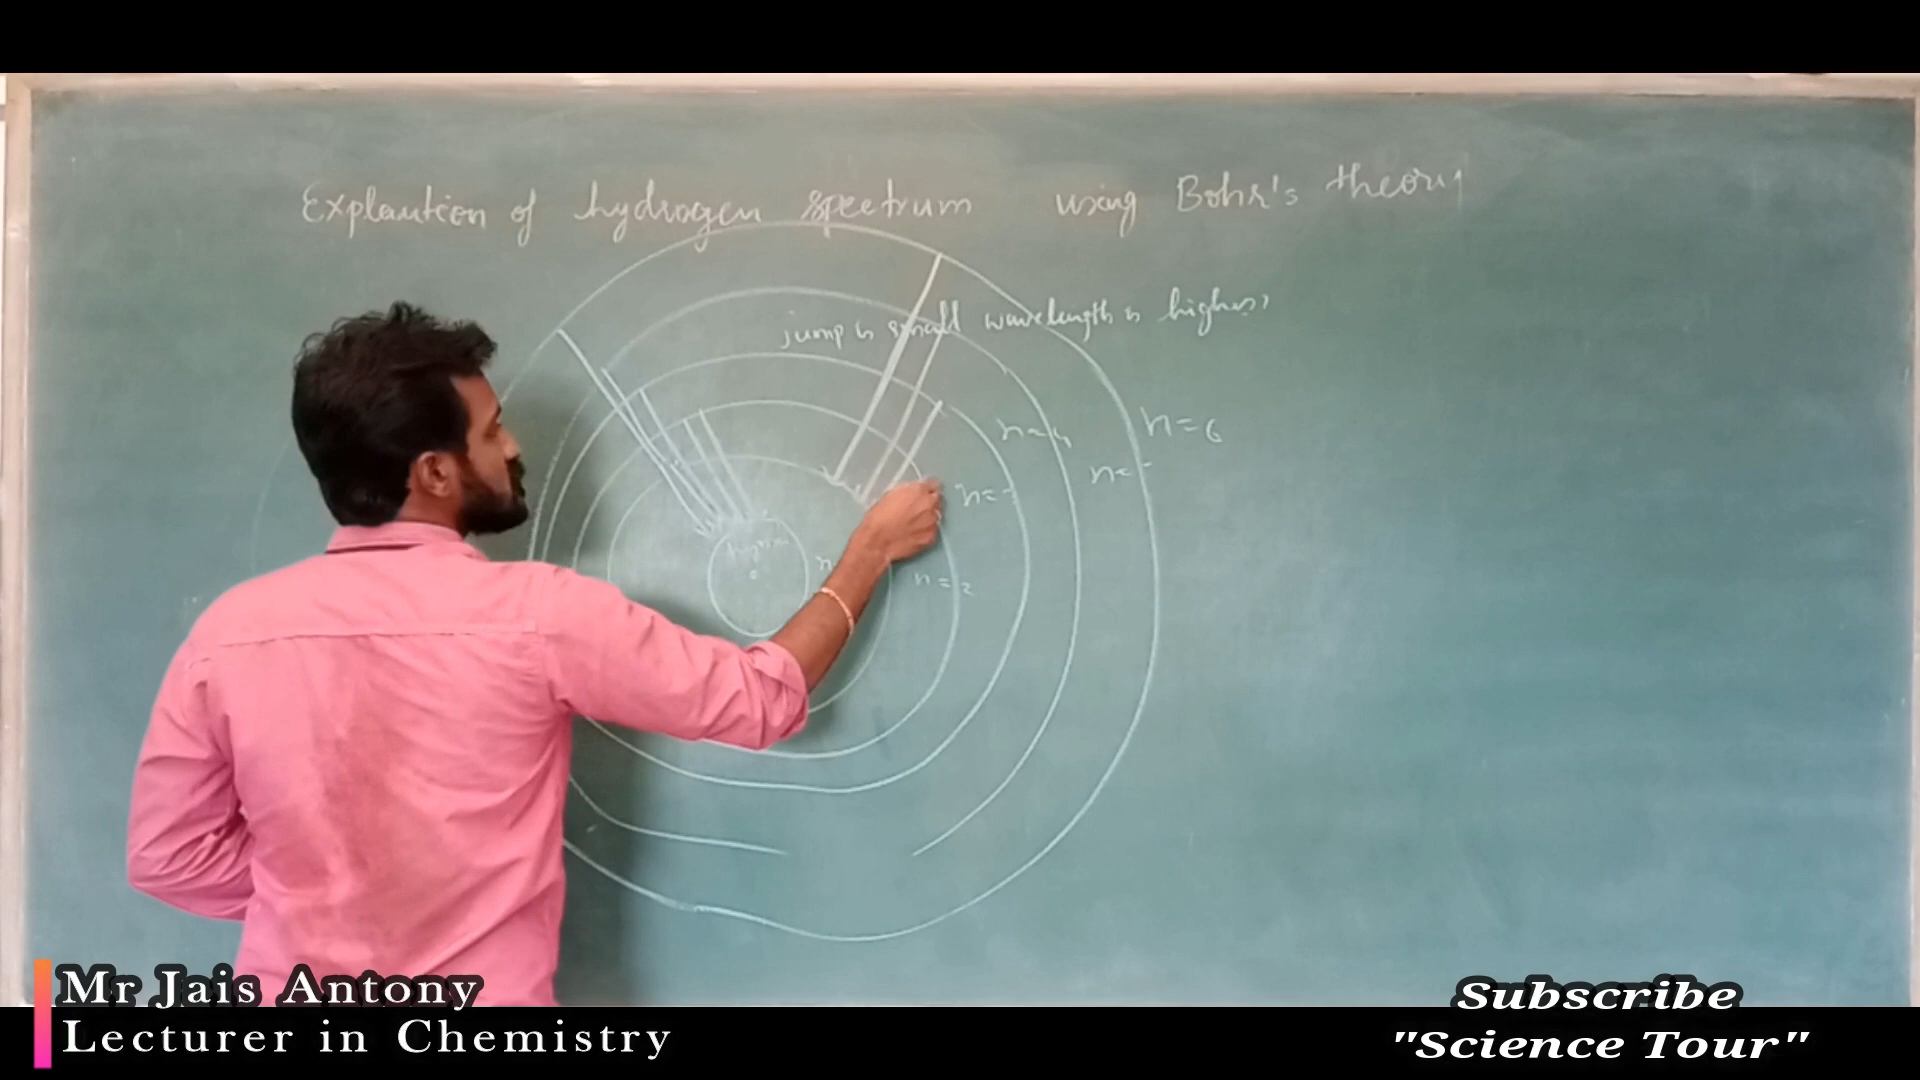 Explantion of hydrogen spectrum using Bohr's theory
jump is small wavelength is highest
n=4
n=6
n=
n=
n=2
Mr Jais Antony
Lecturer in Chemistry
Subscribe
"Science Tour"